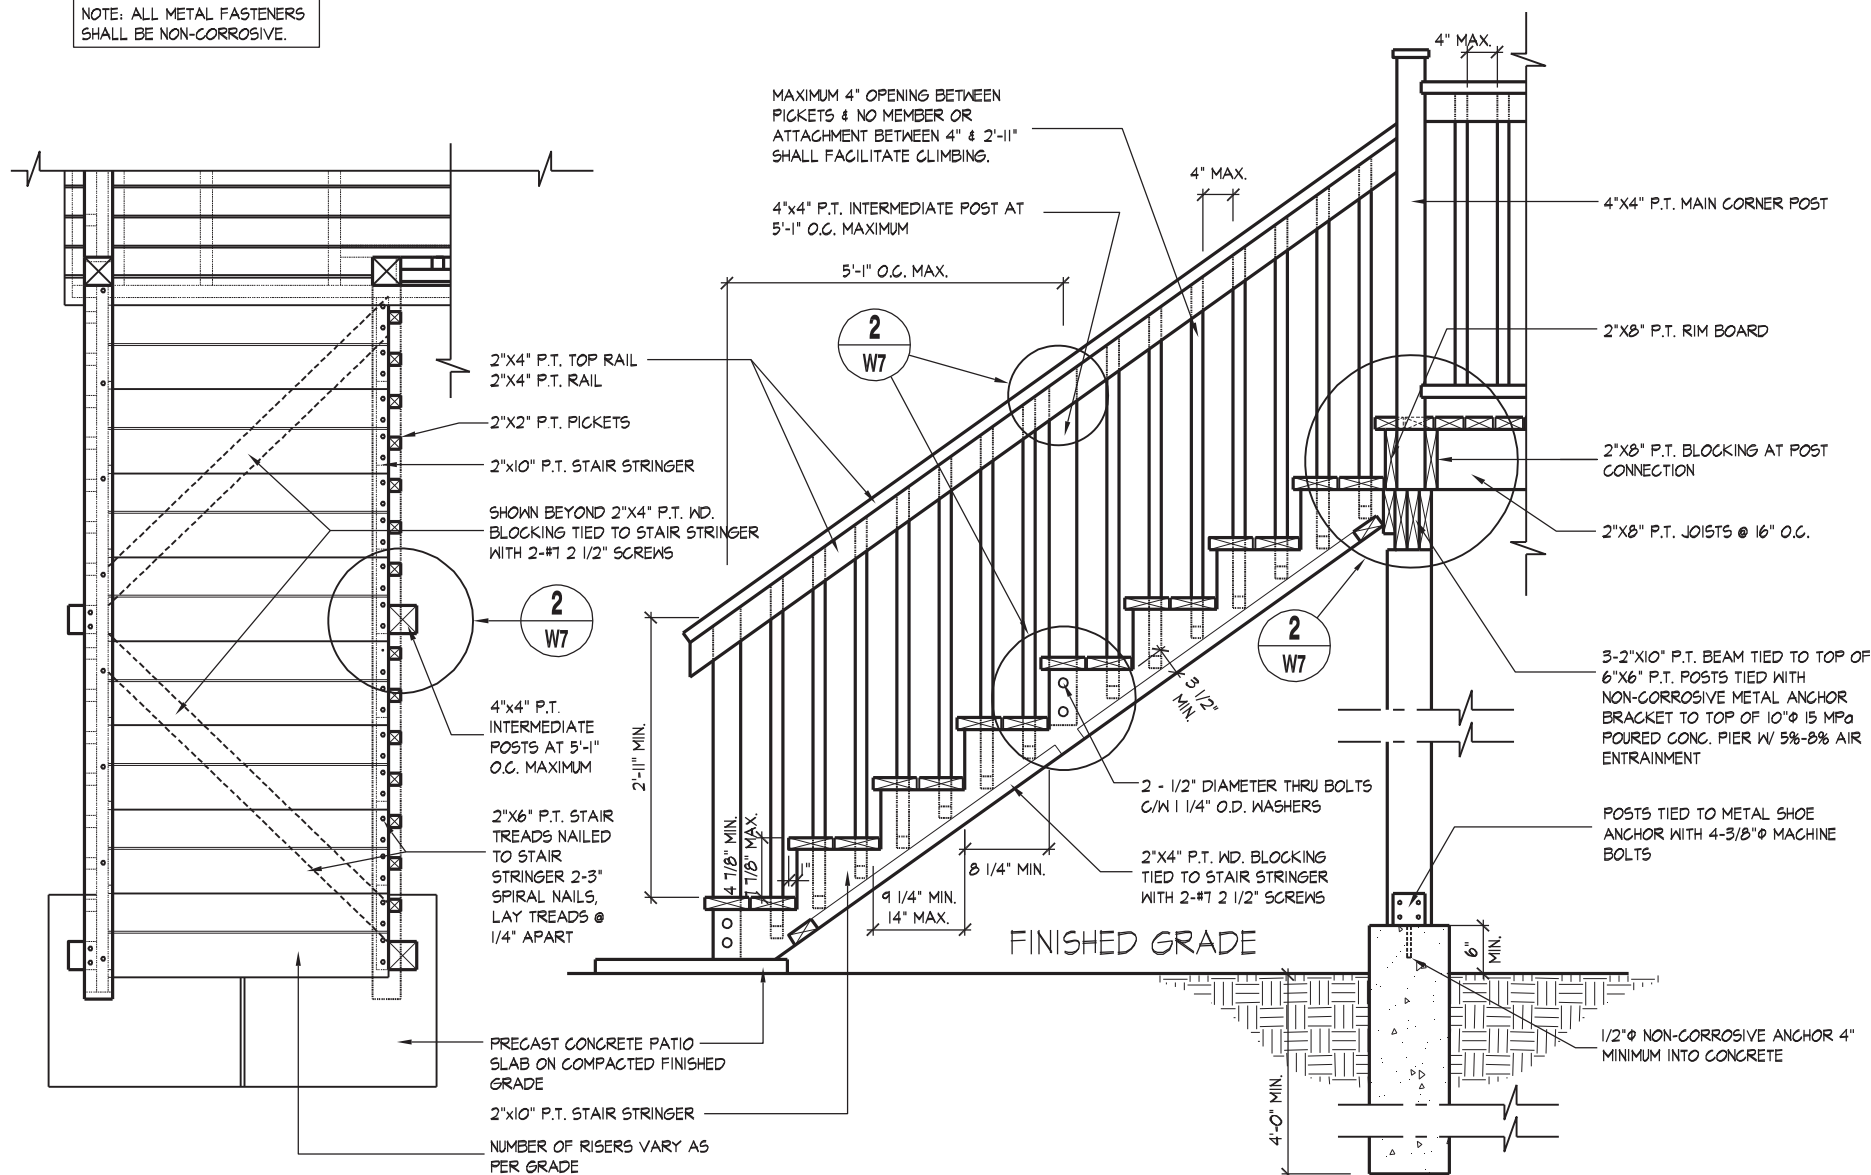 NOTE: ALL METAL FASTENERS
SHALL BE NON-CORROSIVE.
4" MAX.
MAXIMUM 4" OPENING BETWEEN
PICKETS & NO MEMBER OR
ATTACHMENT BETWEEN 4" & 2'-11"
SHALL FACILITATE CLIMBING.
4" MAX.
4"x4" P.T. INTERMEDIATE POST AT
5'-1" O.C. MAXIMUM
5'-1" O.C. MAX.
4"X4" P.T. MAIN CORNER POST
2
W7
2"X8" P.T. RIM BOARD
2"X4" P.T. TOP RAIL
2"X4" P.T. RAIL
2"X2" P.T. PICKETS
2"x10" P.T. STAIR STRINGER
2"X8" P.T. BLOCKING AT POST
CONNECTION
SHOWN BEYOND 2"X4" P.T. WD.
BLOCKING TIED TO STAIR STRINGER
WITH 2-#7 2 1/2" SCREWS
2"X8" P.T. JOISTS @ 16" O.C.
2
W7
2
W7
3-2"X10" P.T. BEAM TIED TO TOP OF
6"X6" P.T. POSTS TIED WITH
NON-CORROSIVE METAL ANCHOR
BRACKET TO TOP OF 10"Φ 15 MPa
POURED CONC. PIER W/ 5%-8% AIR
ENTRAINMENT
4"x4" P.T.
INTERMEDIATE
POSTS AT 5'-1"
O.C. MAXIMUM
2'-11" MIN.
3 1/2"
MIN.
2 - 1/2" DIAMETER THRU BOLTS
C/W 1 1/4" O.D. WASHERS
2"X6" P.T. STAIR
TREADS NAILED
TO STAIR
STRINGER 2-3"
SPIRAL NAILS,
LAY TREADS @
1/4" APART
4 7/8" MIN.
7 7/8" MAX.
1"
8 1/4" MIN.
9 1/4" MIN.
14" MAX.
2"X4" P.T. WD. BLOCKING
TIED TO STAIR STRINGER
WITH 2-#7 2 1/2" SCREWS
POSTS TIED TO METAL SHOE
ANCHOR WITH 4-3/8"Φ MACHINE
BOLTS
FINISHED GRADE
6"
MIN.
PRECAST CONCRETE PATIO
SLAB ON COMPACTED FINISHED
GRADE
1/2"Φ NON-CORROSIVE ANCHOR 4"
MINIMUM INTO CONCRETE
4'-0" MIN.
2"x10" P.T. STAIR STRINGER
NUMBER OF RISERS VARY AS
PER GRADE